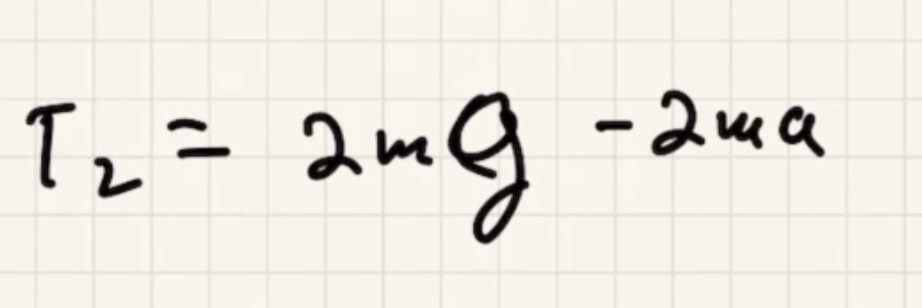 T₂ = 2mg - 2ma